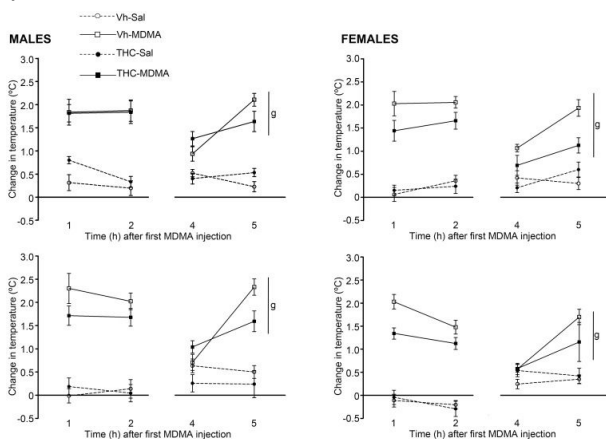 Vh-Sal
Vh-MDMA
THC-Sal
THC-MDMA
MALES
FEMALES
Change in temperature (ºC)
3.0
2.5
2.0
1.5
1.0
0.5
0
-0.5
g
1 2 4 5
Time (h) after first MDMA injection
Change in temperature (ºC)
3.0
2.5
2.0
1.5
1.0
0.5
0
-0.5
g
1 2 4 5
Time (h) after first MDMA injection
Change in temperature (ºC)
3.0
2.5
2.0
1.5
1.0
0.5
0
0.5
g
1 2 4 5
Time (h) after first MDMA injection
Change in temperature (ºC)
3.0
2.5
2.0
1.5
1.0
0.5
0
-0.5
g
1 2 4 5
Time (h) after first MDMA injection